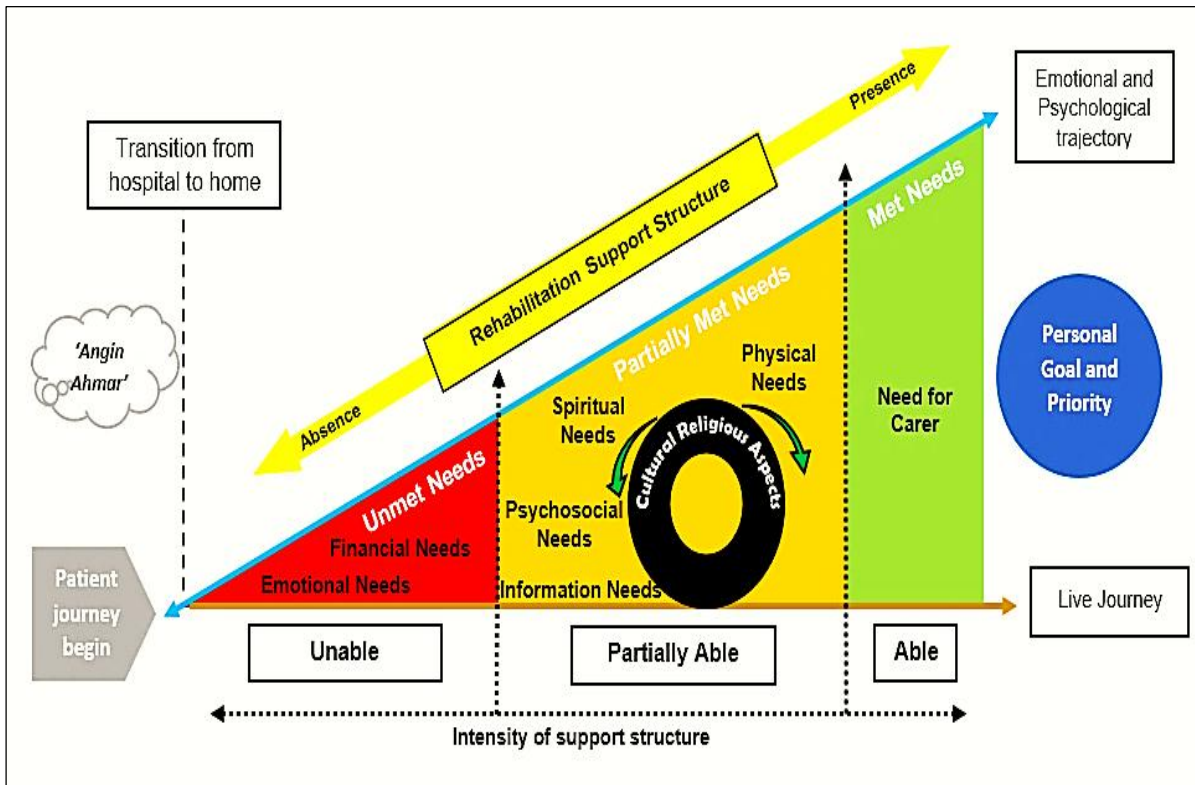 Transition from
hospital to home
'Angin
Ahmar'
Patient
journey
begin
Absence
Rehabilitation Support Structure
Presence
Emotional and
Psychological
trajectory
Unmet Needs
Financial Needs
Emotional Needs
Partially Met Needs
Physical
Needs
Spiritual
Needs
Cultural Religious Aspects
Psychosocial
Needs
Information Needs
Met Needs
Need for
Carer
Personal
Goal and
Priority
Live Journey
Unable
Partially Able
Able
Intensity of support structure